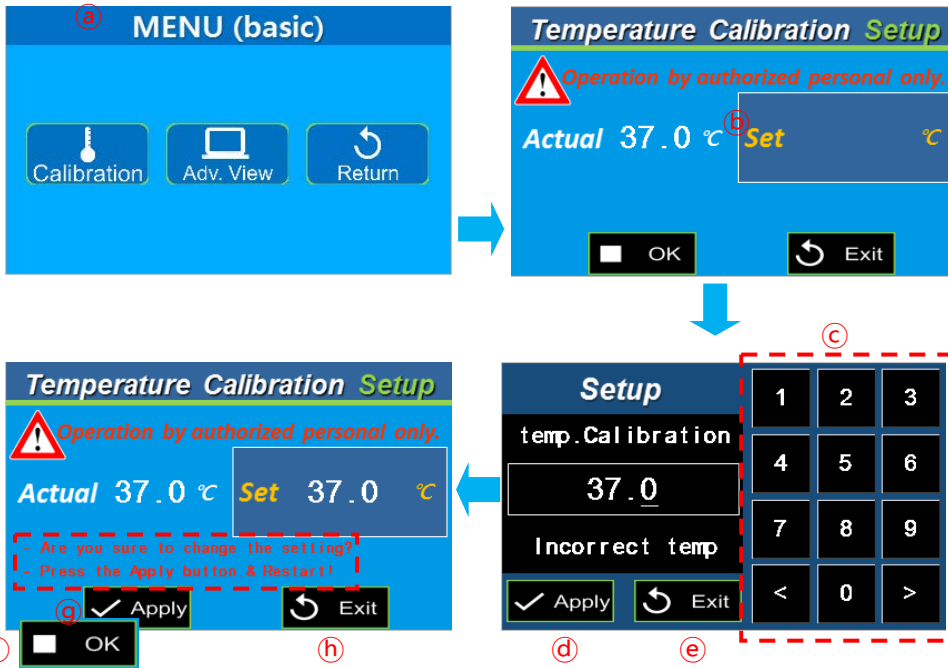 ⓐ
MENU (basic)
Calibration
Adv. View
Return
Temperature Calibration Setup
Operation by authorized personal only.
Actual 37.0 ℃ ⓑ Set ℃
OK
Exit
ⓒ
Setup
temp.Calibration
37.0
Incorrect temp
Apply
Exit
1 2 3
4 5 6
7 8 9
< 0 >
ⓓ
ⓔ
Temperature Calibration Setup
Operation by authorized personal only.
Actual 37.0 ℃ Set 37.0 ℃
- Are you sure to change the setting?
- Press the Apply button & Restart!
ⓖ
Apply
Exit
OK
ⓗ